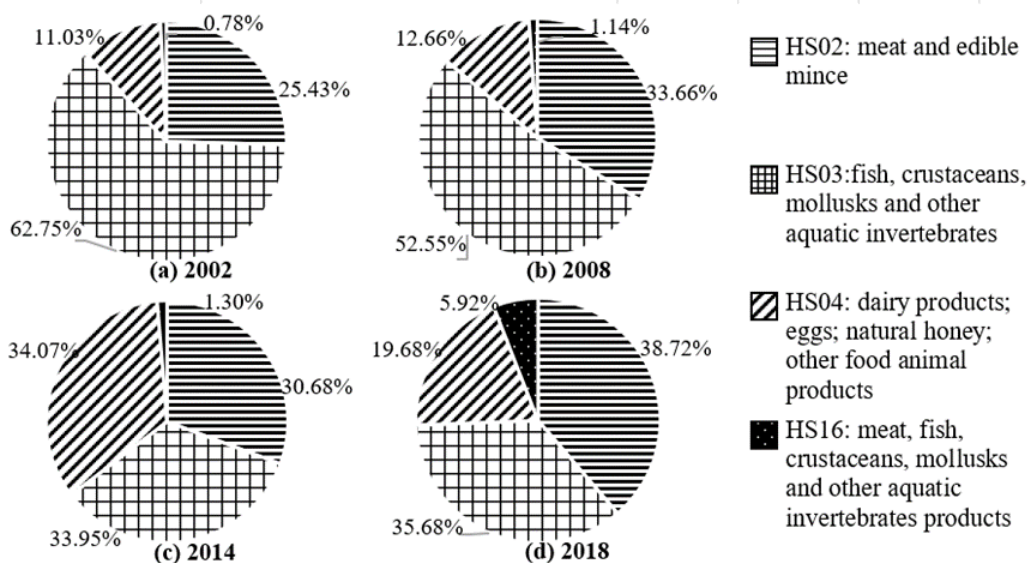 11.03%
0.78%
25.43%
62.75%
(a) 2002
12.66%
1.14%
33.66%
52.55%
(b) 2008
34.07%
1.30%
30.68%
33.95%
(c) 2014
5.92%
19.68%
38.72%
35.68%
(d) 2018
HS02: meat and edible
mince
HS03:fish, crustaceans,
mollusks and other
aquatic invertebrates
HS04: dairy products;
eggs; natural honey;
other food animal
products
HS16: meat, fish,
crustaceans, mollusks
and other aquatic
invertebrates products